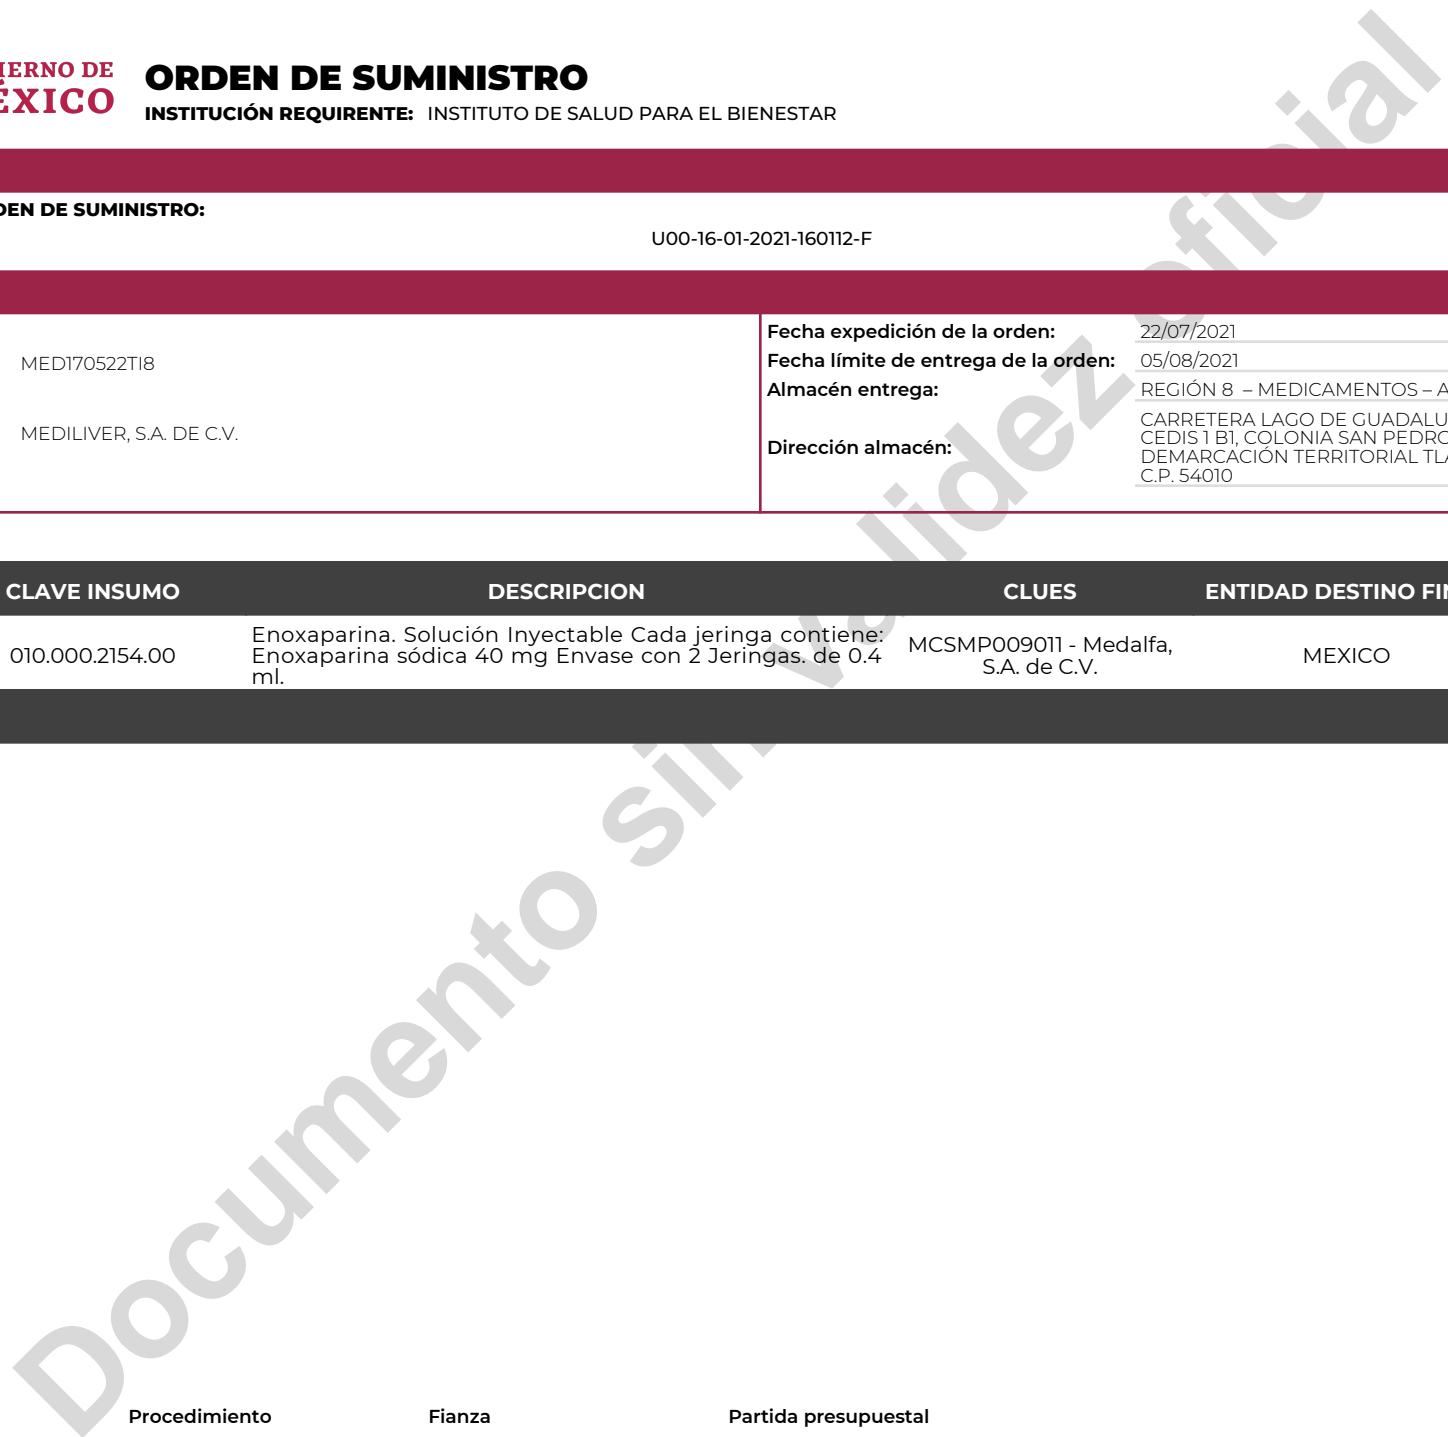 IERNO DE
ÉXICO
ORDEN DE SUMINISTRO
INSTITUCIÓN REQUIRENTE: INSTITUTO DE SALUD PARA EL BIENESTAR
DEN DE SUMINISTRO:
U00-16-01-2021-160112-F
MED170522TI8
MEDILIVER, S.A. DE C.V.
Fecha expedición de la orden: 22/07/2021
Fecha límite de entrega de la orden: 05/08/2021
Almacén entrega: REGIÓN 8 – MEDICAMENTOS – A
Dirección almacén:
CARRETERA LAGO DE GUADALU
CEDIS 1 B1, COLONIA SAN PEDRO
DEMARCACIÓN TERRITORIAL TLA
C.P. 54010
CLAVE INSUMO DESCRIPCION CLUES ENTIDAD DESTINO FIN
010.000.2154.00
Enoxaparina. Solución Inyectable Cada jeringa contiene:
Enoxaparina sódica 40 mg Envase con 2 Jeringas. de 0.4
ml.
MCSMP009011 - Medalfa,
S.A. de C.V.
MEXICO
Documento sin validez oficial
Procedimiento Fianza Partida presupuestal